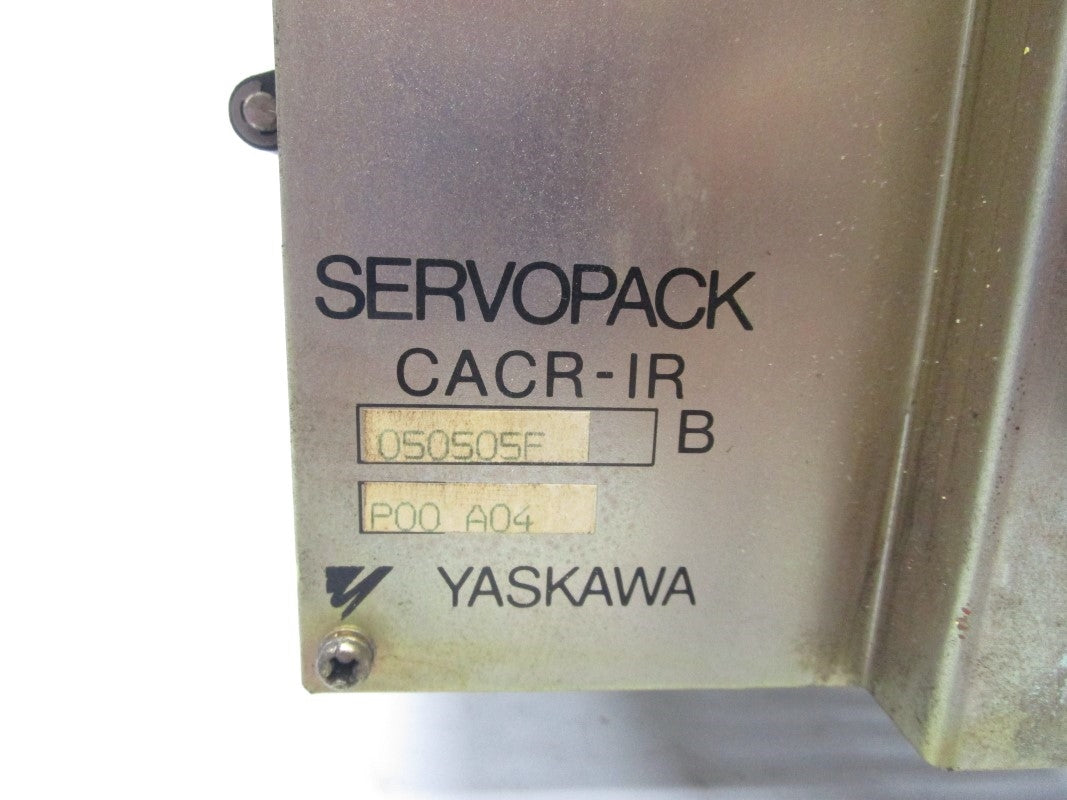 SERVOPACK
CACR-IR
050505F B
P00 A04
YASKAWA